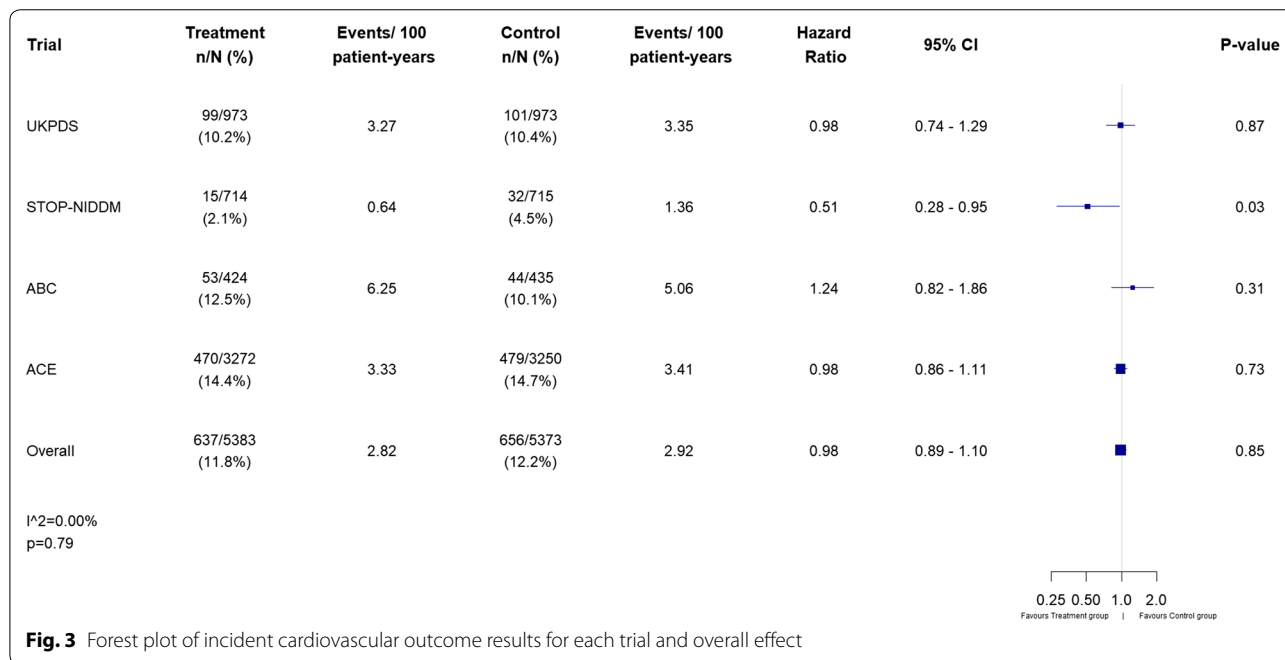 Trial Treatment Events/ 100 Control Events/ 100 Hazard 95% CI P-value
n/N (%) patient-years n/N (%) patient-years Ratio
99/973 101/973
UKPDS 3.27 3.35 0.98 0.74 - 1.29 0.87
(10.2%) (10.4%)
15/714 32/715
STOP-NIDDM 0.64 1.36 0.51 0.28 - 0.95 0.03
(2.1%) (4.5%)
53/424 44/435
ABC 6.25 5.06 1.24 0.82 - 1.86 0.31
(12.5%) (10.1%)
470/3272 479/3250
ACE 3.33 3.41 0.98 0.86 - 1.11 0.73
(14.4%) (14.7%)
637/5383 656/5373
Overall 2.82 2.92 0.98 0.89 - 1.10 0.85
(11.8%) (12.2%)
I^2=0.00%
p=0.79
0.25 0.50 1.0 2.0
Favours Treatment group | Favours Control group
Fig. 3 Forest plot of incident cardiovascular outcome results for each trial and overall effect